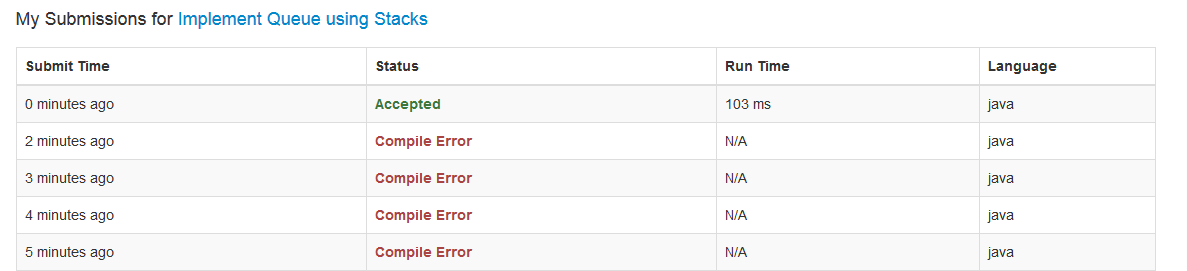 My Submissions for Implement Queue using Stacks
Submit Time Status Run Time Language
0 minutes ago Accepted 103 ms java
2 minutes ago Compile Error N/A java
3 minutes ago Compile Error N/A java
4 minutes ago Compile Error N/A java
5 minutes ago Compile Error N/A java